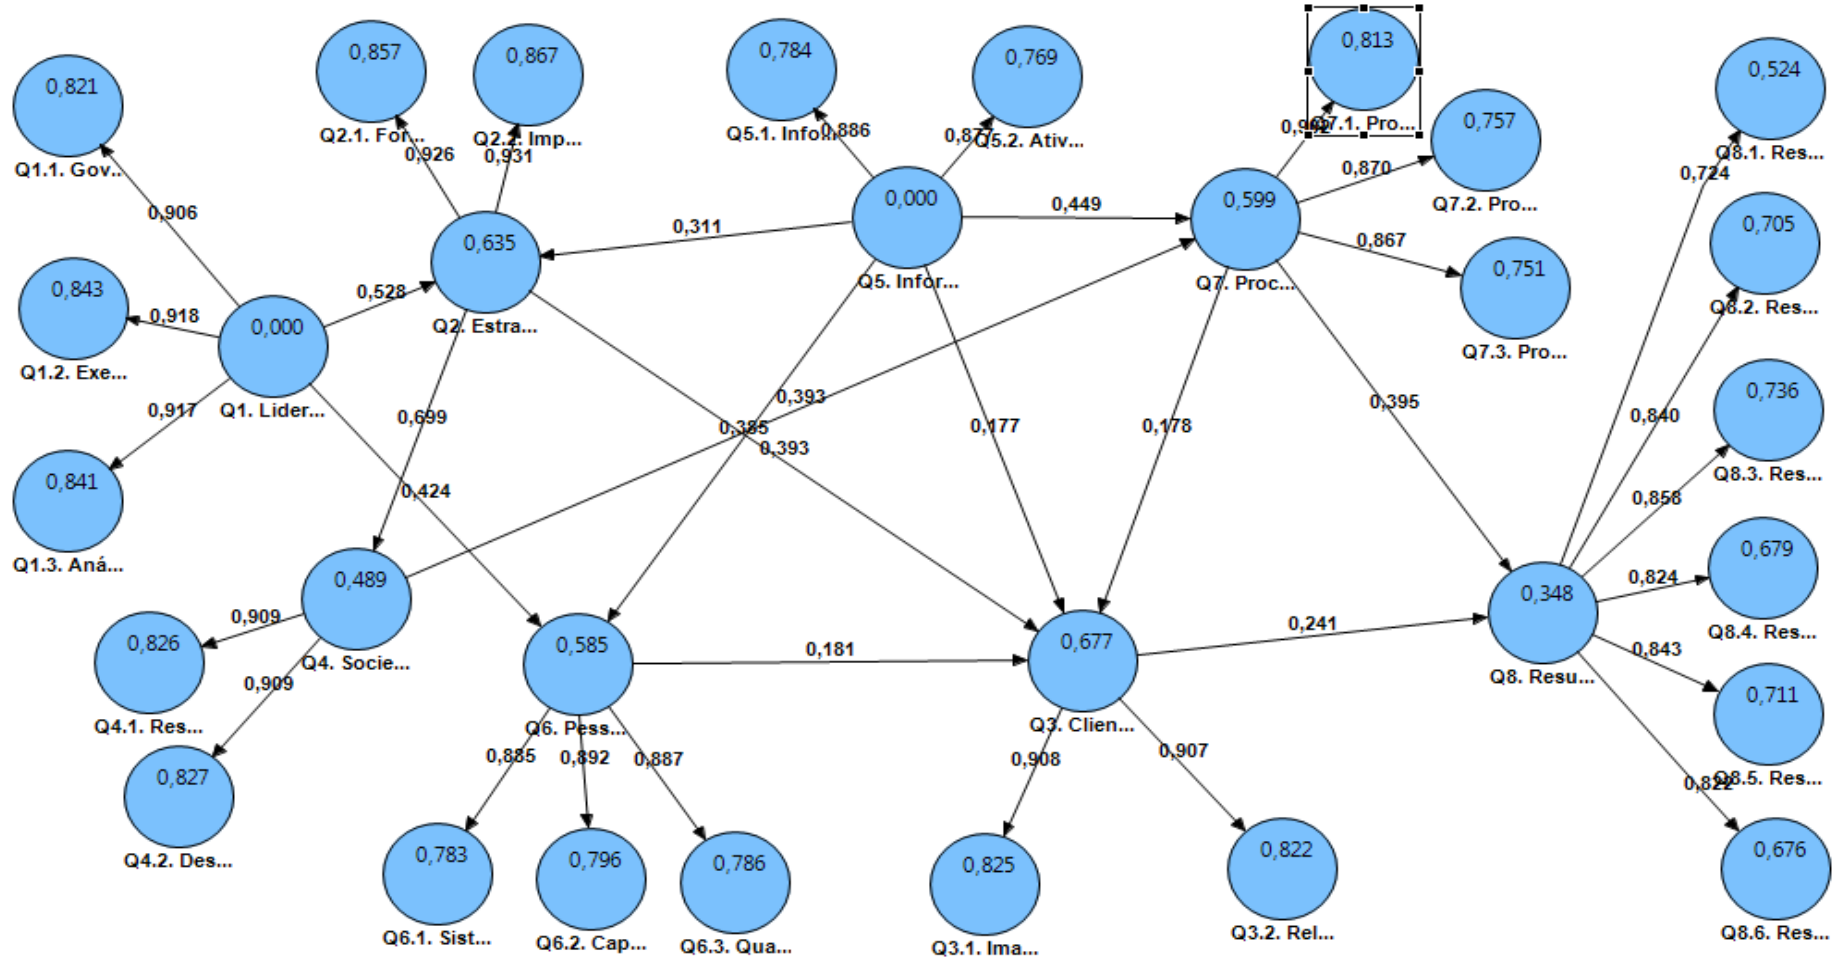 0,821
Q1.1. Gov...
0,906
0,843
Q1.2. Exe...
0,918
0,000
Q1. Lider...
0,917
0,841
Q1.3. Aná...
0,528
0,424
0,857
Q2.1. For...
0,926
0,867
Q2.2. Imp...
0,931
0,635
Q2. Estra...
0,311
0,699
0,393
0,784
Q5.1. Info...
0,886
0,769
Q5.2. Ativ...
0,877
0,000
Q5. Infor...
0,449
0,385
0,393
0,177
0,813
Q7.1. Pro...
0,757
Q7.2. Pro...
0,870
0,599
Q7. Proc...
0,867
0,751
Q7.3. Pro...
0,178
0,395
0,489
Q4. Socie...
0,909
0,826
Q4.1. Res...
0,909
0,827
Q4.2. Des...
0,585
Q6. Pess...
0,181
0,885
0,892
0,887
0,783
Q6.1. Sist...
0,796
Q6.2. Cap...
0,786
Q6.3. Qua...
0,677
Q3. Clien...
0,241
0,908
0,907
0,825
Q3.1. Ima...
0,822
Q3.2. Rel...
0,348
Q8. Resu...
0,524
Q8.1. Res...
0,724
0,705
Q8.2. Res...
0,840
0,736
Q8.3. Res...
0,858
0,679
Q8.4. Res...
0,824
0,711
Q8.5. Res...
0,843
0,822
0,676
Q8.6. Res...